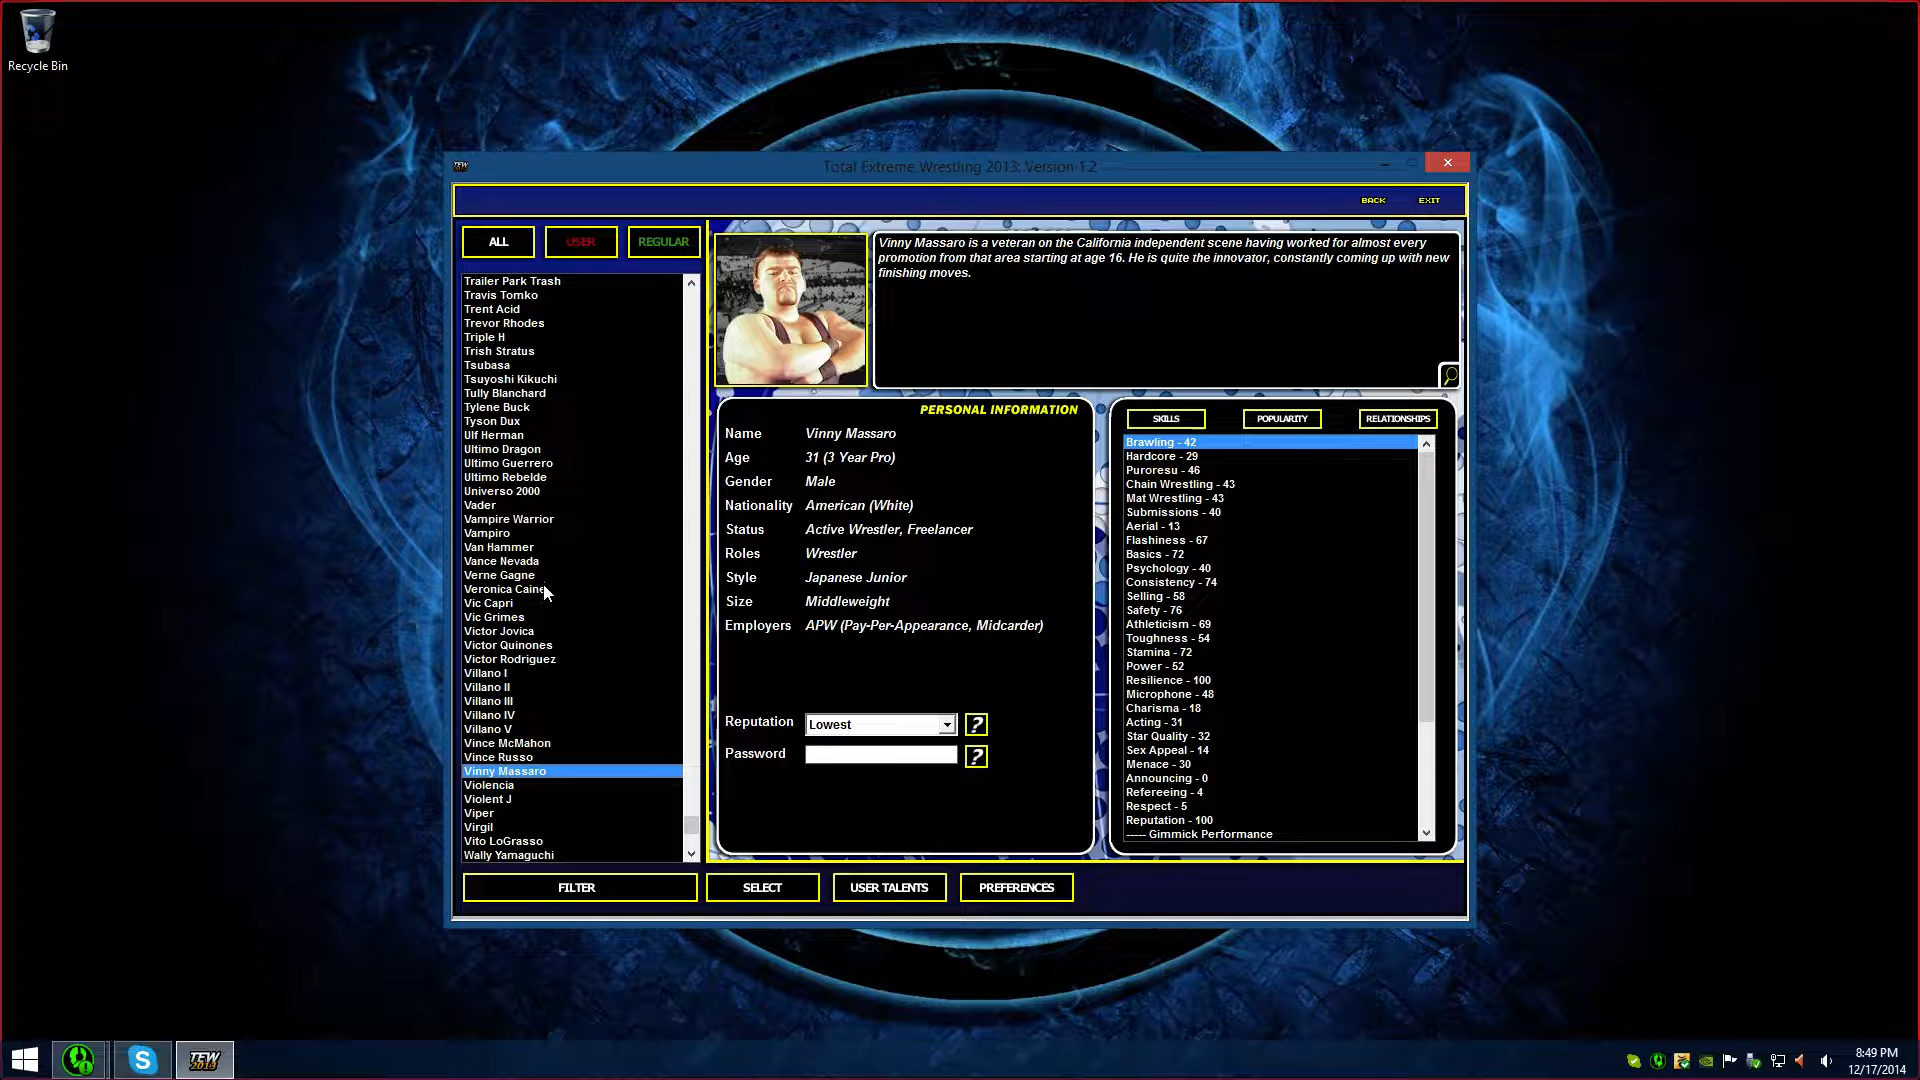 Recycle Bin
TEW
Total Extreme Wrestling 2013: Version 1.2
BACK
EXIT
ALL
USER
REGULAR
Trailer Park Trash
Travis Tomko
Trent Acid
Trevor Rhodes
Triple H
Trish Stratus
Tsubasa
Tsuyoshi Kikuchi
Tully Blanchard
Tylene Buck
Tyson Dux
Ulf Herman
Ultimo Dragon
Ultimo Guerrero
Ultimo Rebelde
Universo 2000
Vader
Vampire Warrior
Vampiro
Van Hammer
Vance Nevada
Verne Gagne
Veronica Caine
Vic Capri
Vic Grimes
Victor Jovica
Victor Quinones
Victor Rodriguez
Villano I
Villano II
Villano III
Villano IV
Villano V
Vince McMahon
Vince Russo
Vinny Massaro
Violencia
Violent J
Viper
Virgil
Vito LoGrasso
Wally Yamaguchi
Vinny Massaro is a veteran on the California independent scene having worked for almost every
promotion from that area starting at age 16. He is quite the innovator, constantly coming up with new
finishing moves.
PERSONAL INFORMATION
Name Vinny Massaro
Age 31 (3 Year Pro)
Gender Male
Nationality American (White)
Status Active Wrestler, Freelancer
Roles Wrestler
Style Japanese Junior
Size Middleweight
Employers APW (Pay-Per-Appearance, Midcarder)
Reputation Lowest ?
Password ?
SKILLS
POPULARITY
RELATIONSHIPS
Brawling - 42
Hardcore - 29
Puroresu - 46
Chain Wrestling - 43
Mat Wrestling - 43
Submissions - 40
Aerial - 13
Flashiness - 67
Basics - 72
Psychology - 40
Consistency - 74
Selling - 58
Safety - 76
Athleticism - 69
Toughness - 54
Stamina - 72
Power - 52
Resilience - 100
Microphone - 48
Charisma - 18
Acting - 31
Star Quality - 32
Sex Appeal - 14
Menace - 30
Announcing - 0
Refereeing - 4
Respect - 5
Reputation - 100
----- Gimmick Performance
FILTER
SELECT
USER TALENTS
PREFERENCES
S
TEW
2013
8:49 PM
12/17/2014